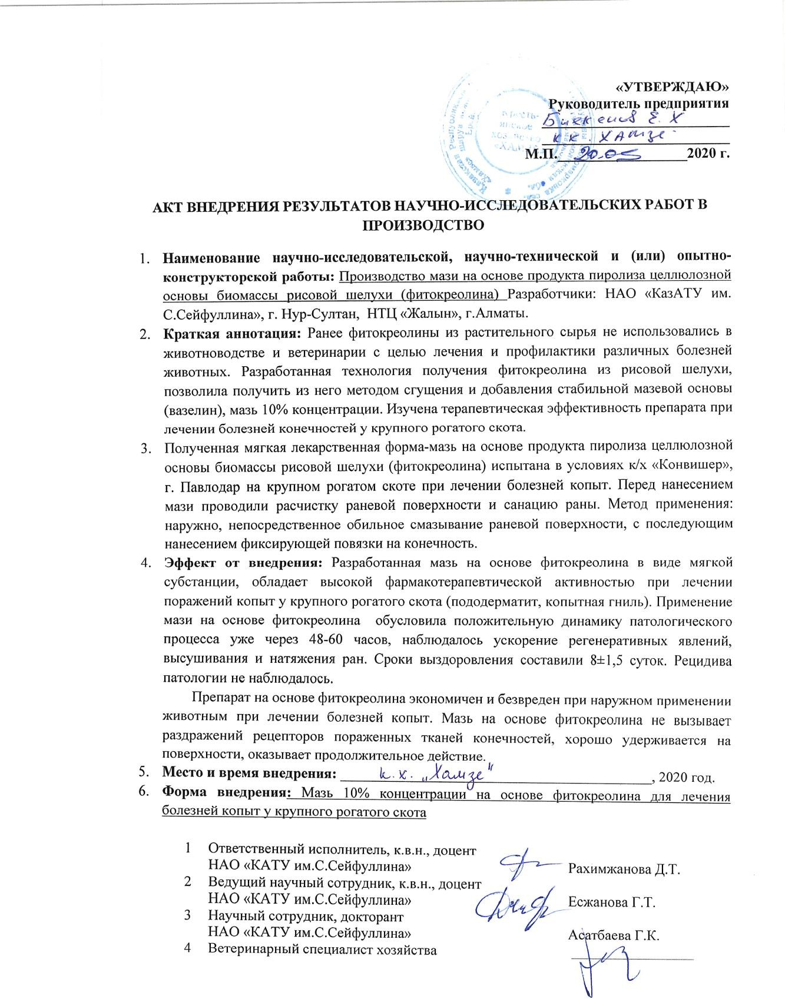 «УТВЕРЖДАЮ»
Руководитель предприятия
Е. Х
к.х. Хамзе
М.П. 20.05 2020 г.
кресть-
янское
хозяйство
«ХАМЗЕ»
АКТ ВНЕДРЕНИЯ РЕЗУЛЬТАТОВ НАУЧНО-ИССЛЕДОВАТЕЛЬСКИХ РАБОТ В
ПРОИЗВОДСТВО
1. Наименование научно-исследовательской, научно-технической и (или) опытно-
конструкторской работы: Производство мази на основе продукта пиролиза целлюлозной
основы биомассы рисовой шелухи (фитокреолина) Разработчики: НАО «КазАТУ им.
С.Сейфуллина», г. Нур-Султан, НТЦ «Жалын», г.Алматы.
2. Краткая аннотация: Ранее фитокреолины из растительного сырья не использовались в
животноводстве и ветеринарии с целью лечения и профилактики различных болезней
животных. Разработанная технология получения фитокреолина из рисовой шелухи,
позволила получить из него методом сгущения и добавления стабильной мазевой основы
(вазелин), мазь 10% концентрации. Изучена терапевтическая эффективность препарата при
лечении болезней конечностей у крупного рогатого скота.
3. Полученная мягкая лекарственная форма-мазь на основе продукта пиролиза целлюлозной
основы биомассы рисовой шелухи (фитокреолина) испытана в условиях к/х «Конвишер»,
г. Павлодар на крупном рогатом скоте при лечении болезней копыт. Перед нанесением
мази проводили расчистку раневой поверхности и санацию раны. Метод применения:
наружно, непосредственное обильное смазывание раневой поверхности, с последующим
нанесением фиксирующей повязки на конечность.
4. Эффект от внедрения: Разработанная мазь на основе фитокреолина в виде мягкой
субстанции, обладает высокой фармакотерапевтической активностью при лечении
поражений копыт у крупного рогатого скота (пододерматит, копытная гниль). Применение
мази на основе фитокреолина обусловила положительную динамику патологического
процесса уже через 48-60 часов, наблюдалось ускорение регенеративных явлений,
высушивания и натяжения ран. Сроки выздоровления составили 8±1,5 суток. Рецидива
патологии не наблюдалось.
Препарат на основе фитокреолина экономичен и безвреден при наружном применении
животным при лечении болезней копыт. Мазь на основе фитокреолина не вызывает
раздражений рецепторов пораженных тканей конечностей, хорошо удерживается на
поверхности, оказывает продолжительное действие.
5. Место и время внедрения: к.х. „Хамзе" , 2020 год.
6. Форма внедрения: Мазь 10% концентрации на основе фитокреолина для лечения
болезней копыт у крупного рогатого скота
1 Ответственный исполнитель, к.в.н., доцент
НАО «КАТУ им.С.Сейфуллина» Рахимжанова Д.Т.
2 Ведущий научный сотрудник, к.в.н., доцент
НАО «КАТУ им.С.Сейфуллина» Есжанова Г.Т.
3 Научный сотрудник, докторант
НАО «КАТУ им.С.Сейфуллина» Асатбаева Г.К.
4 Ветеринарный специалист хозяйства